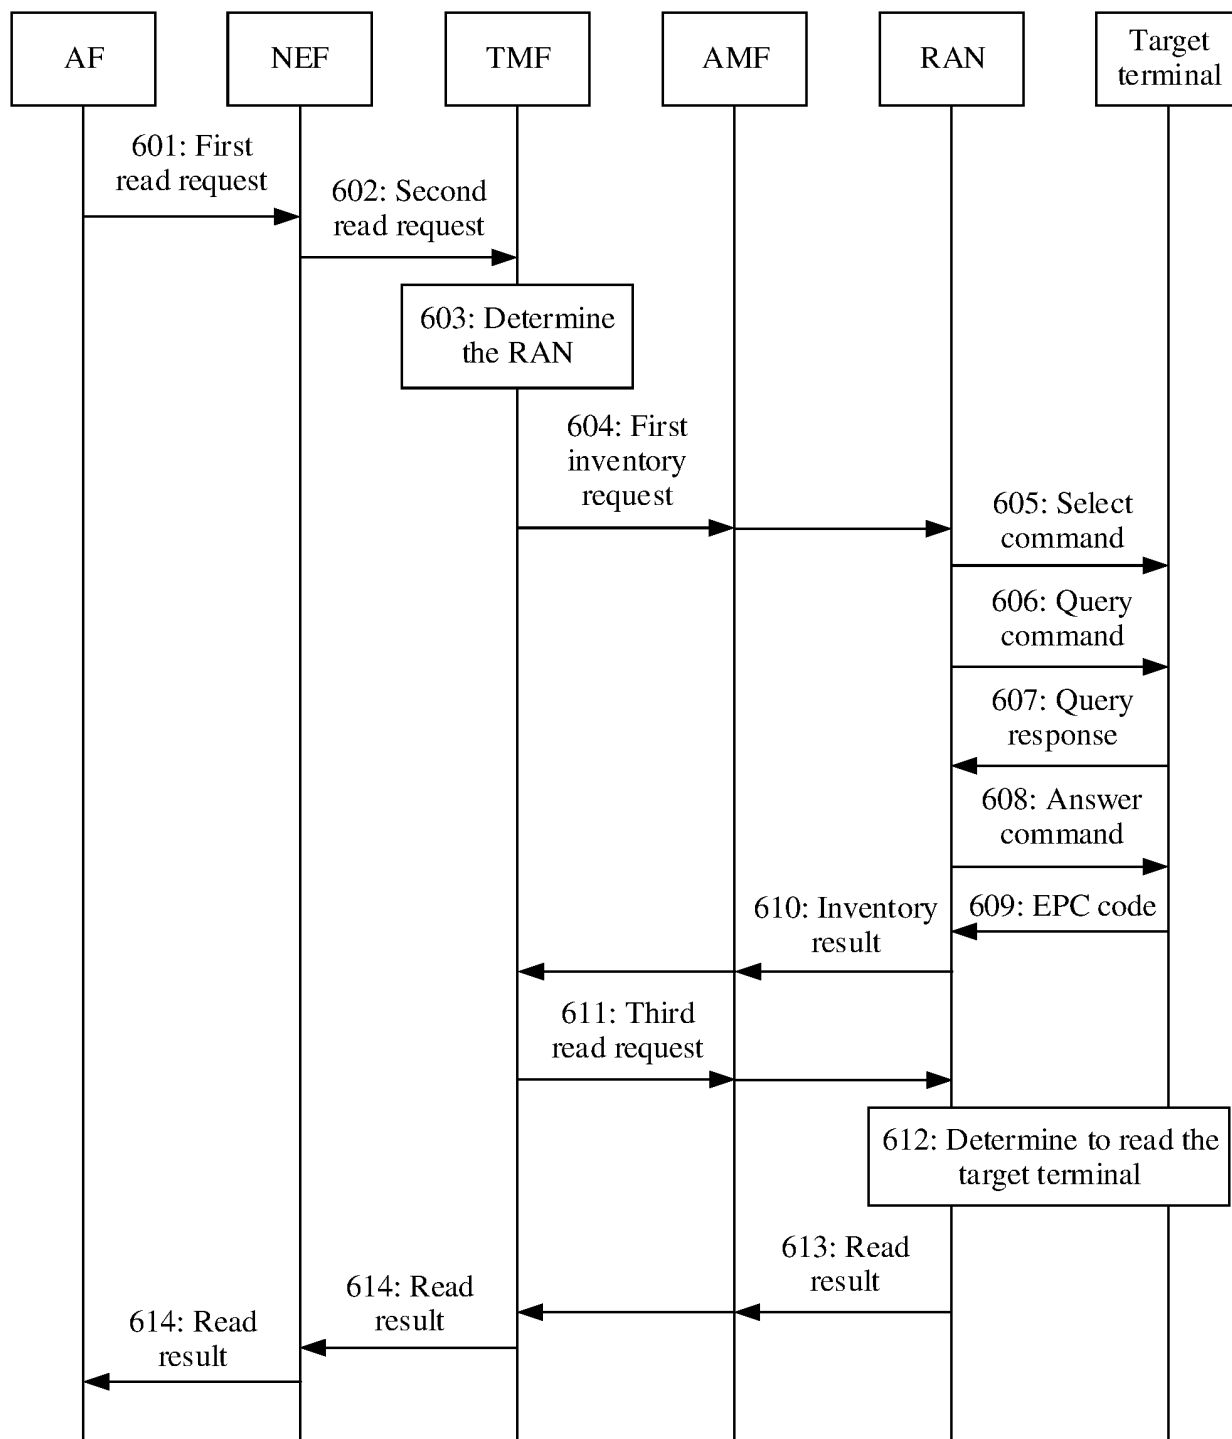 AF
NEF
TMF
AMF
RAN
Target
terminal
601: First
read request
602: Second
read request
603: Determine
the RAN
604: First
inventory
request
605: Select
command
606: Query
command
607: Query
response
608: Answer
command
609: EPC code
610: Inventory
result
611: Third
read request
612: Determine to read the
target terminal
613: Read
result
614: Read
result
614: Read
result